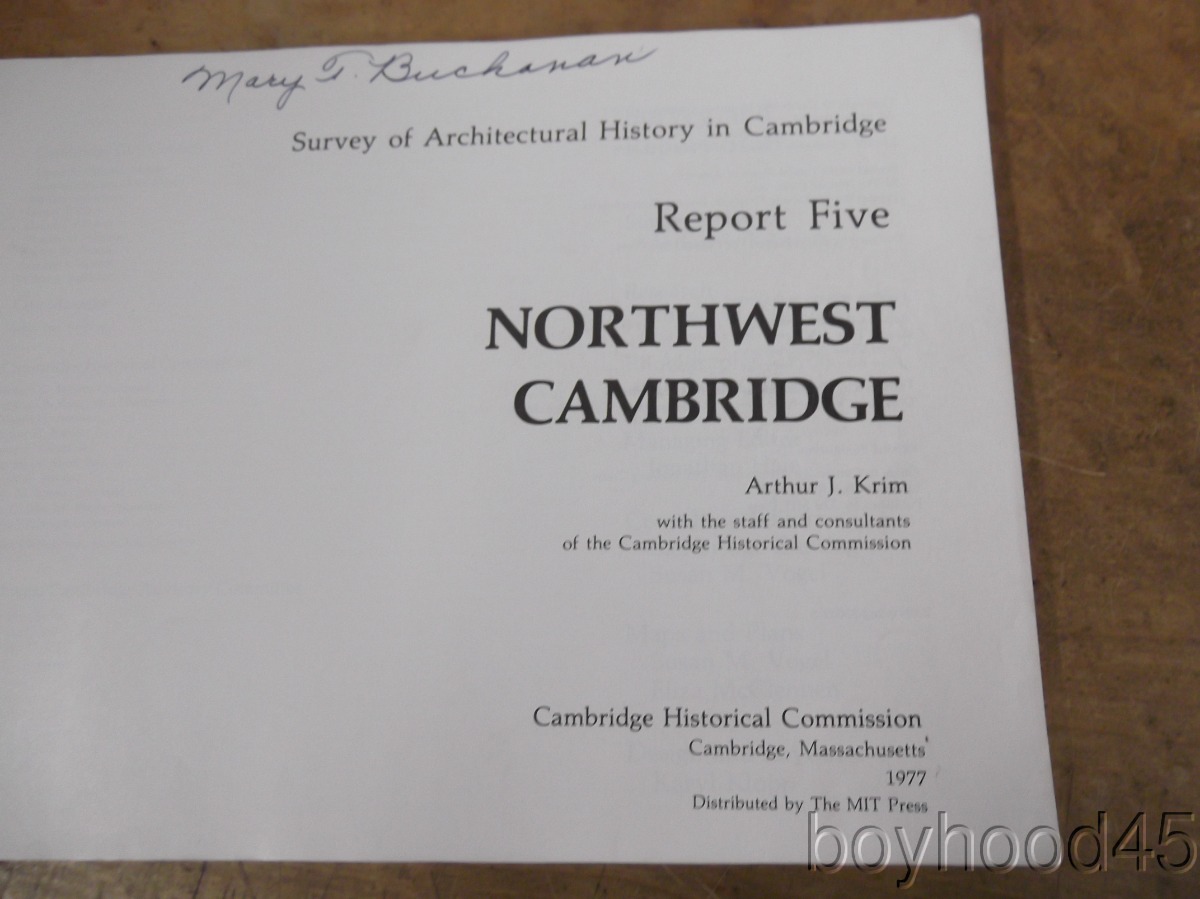 Mary T. Buchanan
Survey of Architectural History in Cambridge
Report Five
NORTHWEST
CAMBRIDGE
Arthur J. Krim
with the staff and consultants
of the Cambridge Historical Commission
Cambridge Historical Commission
Cambridge, Massachusetts
1977
Distributed by The MIT Press
boyhood45